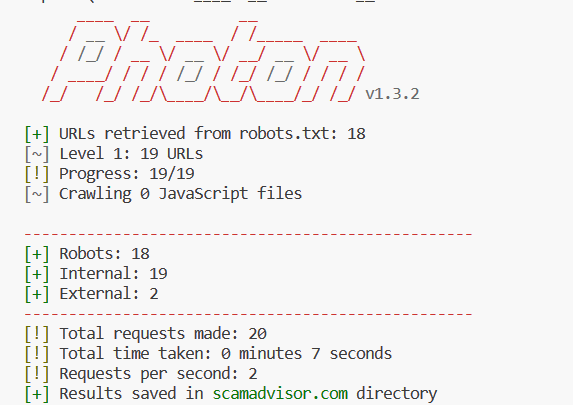 Photon v1.3.2
[+] URLs retrieved from robots.txt: 18
[~] Level 1: 19 URLs
[!] Progress: 19/19
[~] Crawling 0 JavaScript files
--------------------------------------------------
[+] Robots: 18
[+] Internal: 19
[+] External: 2
--------------------------------------------------
[!] Total requests made: 20
[!] Total time taken: 0 minutes 7 seconds
[!] Requests per second: 2
[+] Results saved in scamadvisor.com directory